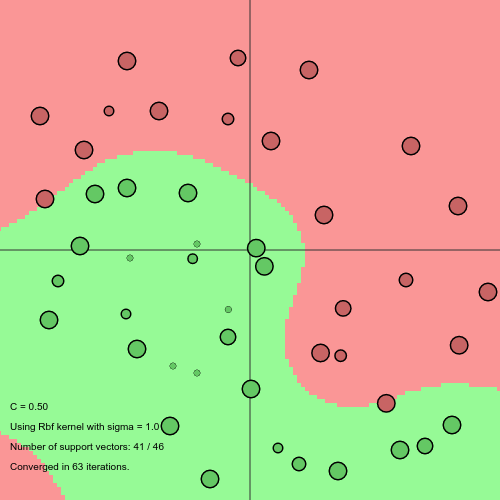 C = 0.50
Using Rbf kernel with sigma = 1.0
Number of support vectors: 41 / 46
Converged in 63 iterations.